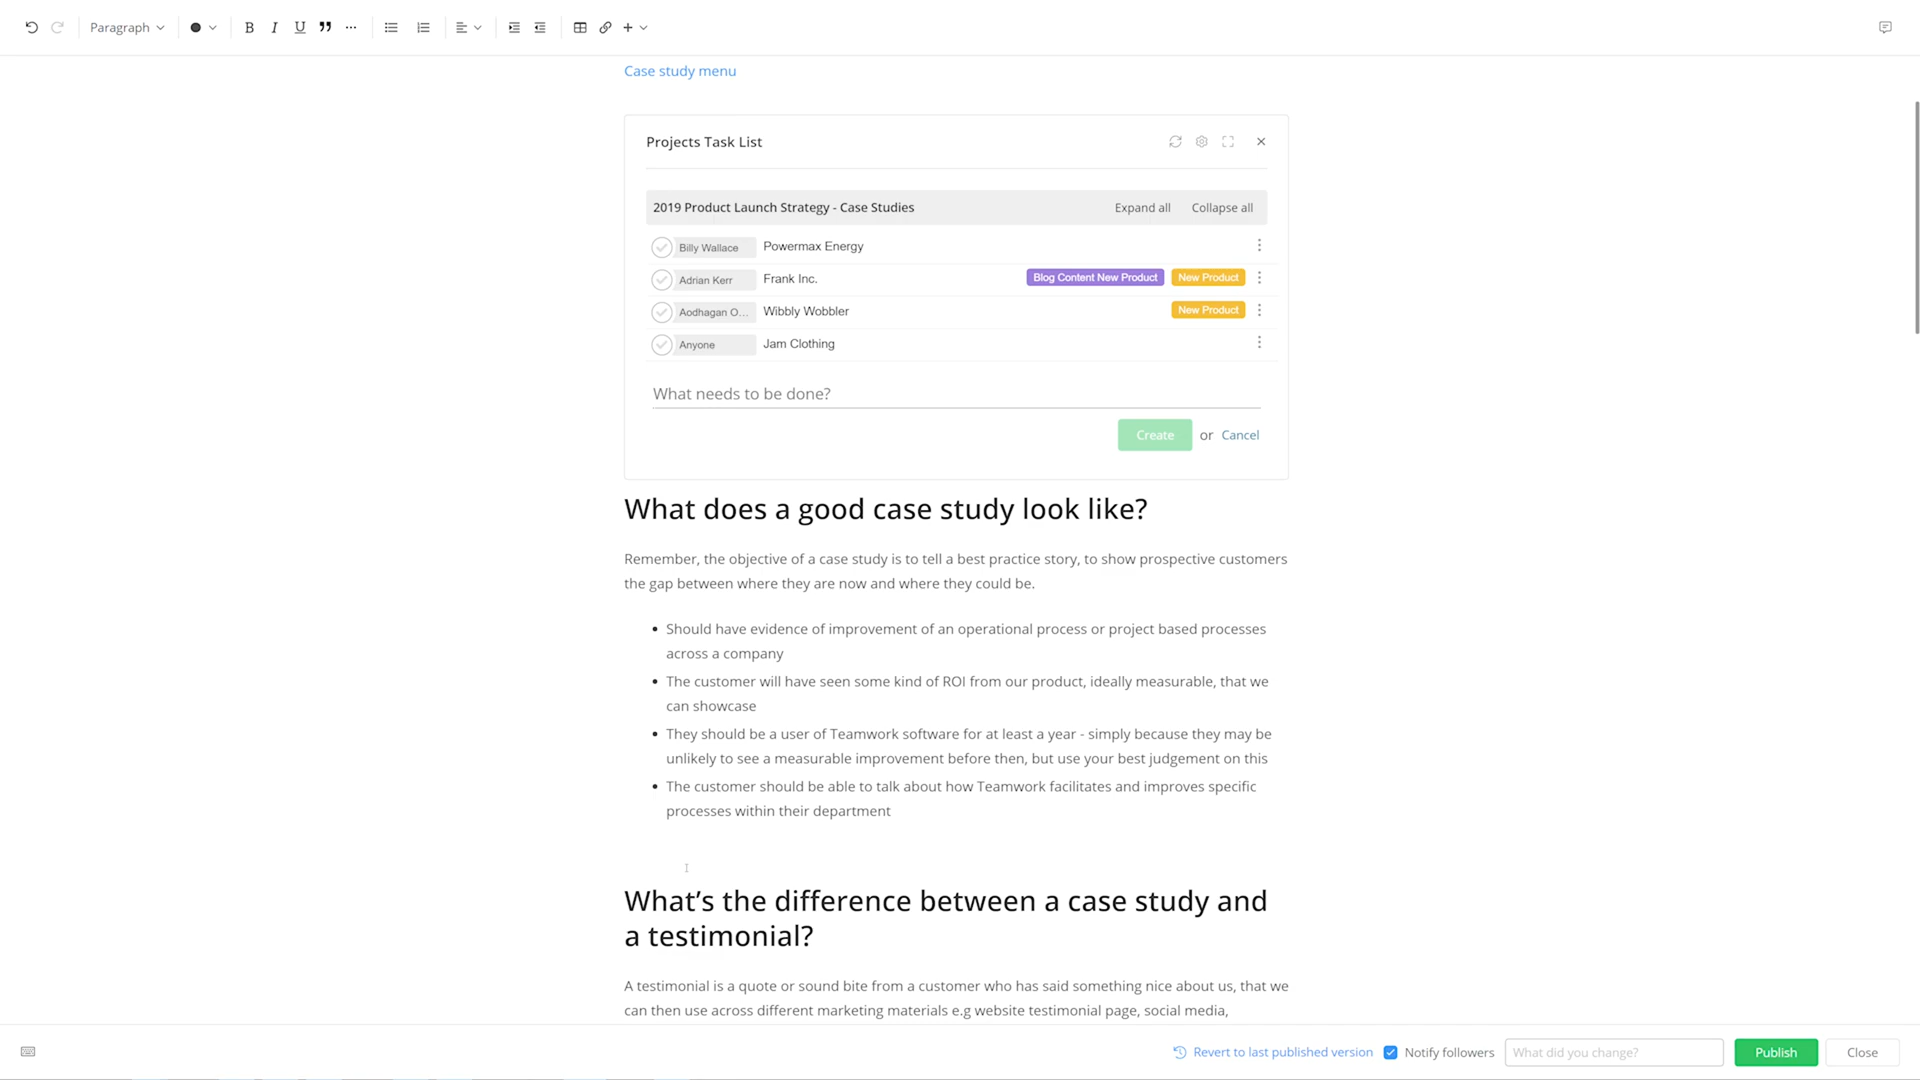 Paragraph
B I U
Case study menu
Projects Task List
2019 Product Launch Strategy - Case Studies Expand all Collapse all
Billy Wallace Powermax Energy
Adrian Kerr Frank Inc. Blog Content New Product New Product
Aodhagan O... Wibbly Wobbler New Product
Anyone Jam Clothing
What needs to be done?
Create or Cancel
What does a good case study look like?
Remember, the objective of a case study is to tell a best practice story, to show prospective customers
the gap between where they are now and where they could be.
• Should have evidence of improvement of an operational process or project based processes
across a company
• The customer will have seen some kind of ROI from our product, ideally measurable, that we
can showcase
• They should be a user of Teamwork software for at least a year - simply because they may be
unlikely to see a measurable improvement before then, but use your best judgement on this
• The customer should be able to talk about how Teamwork facilitates and improves specific
processes within their department
What’s the difference between a case study and
a testimonial?
A testimonial is a quote or sound bite from a customer who has said something nice about us, that we
can then use across different marketing materials e.g website testimonial page, social media,
Revert to last published version Notify followers What did you change? Publish Close